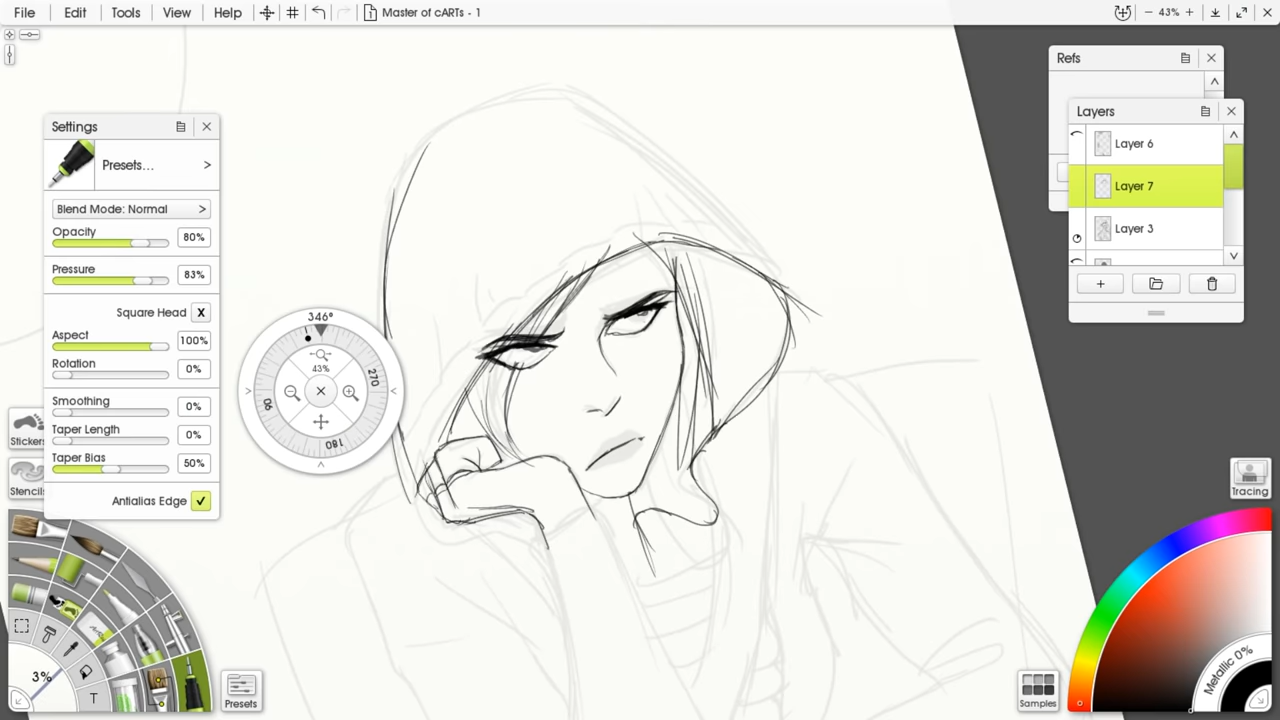 File Edit Tools View Help Master of cARTs - 1 43%
Refs
Layers
Layer 6
Layer 7
Layer 3
Settings
Presets...
Blend Mode: Normal
Opacity 80%
Pressure 83%
Square Head X
Aspect 100%
Rotation 0%
Smoothing 0%
Taper Length 0%
Taper Bias 50%
Antialias Edge
346°
43%
270
90
180
Stickers
Stencils
3%
T
Presets
Tracing
Samples
Metallic 0%